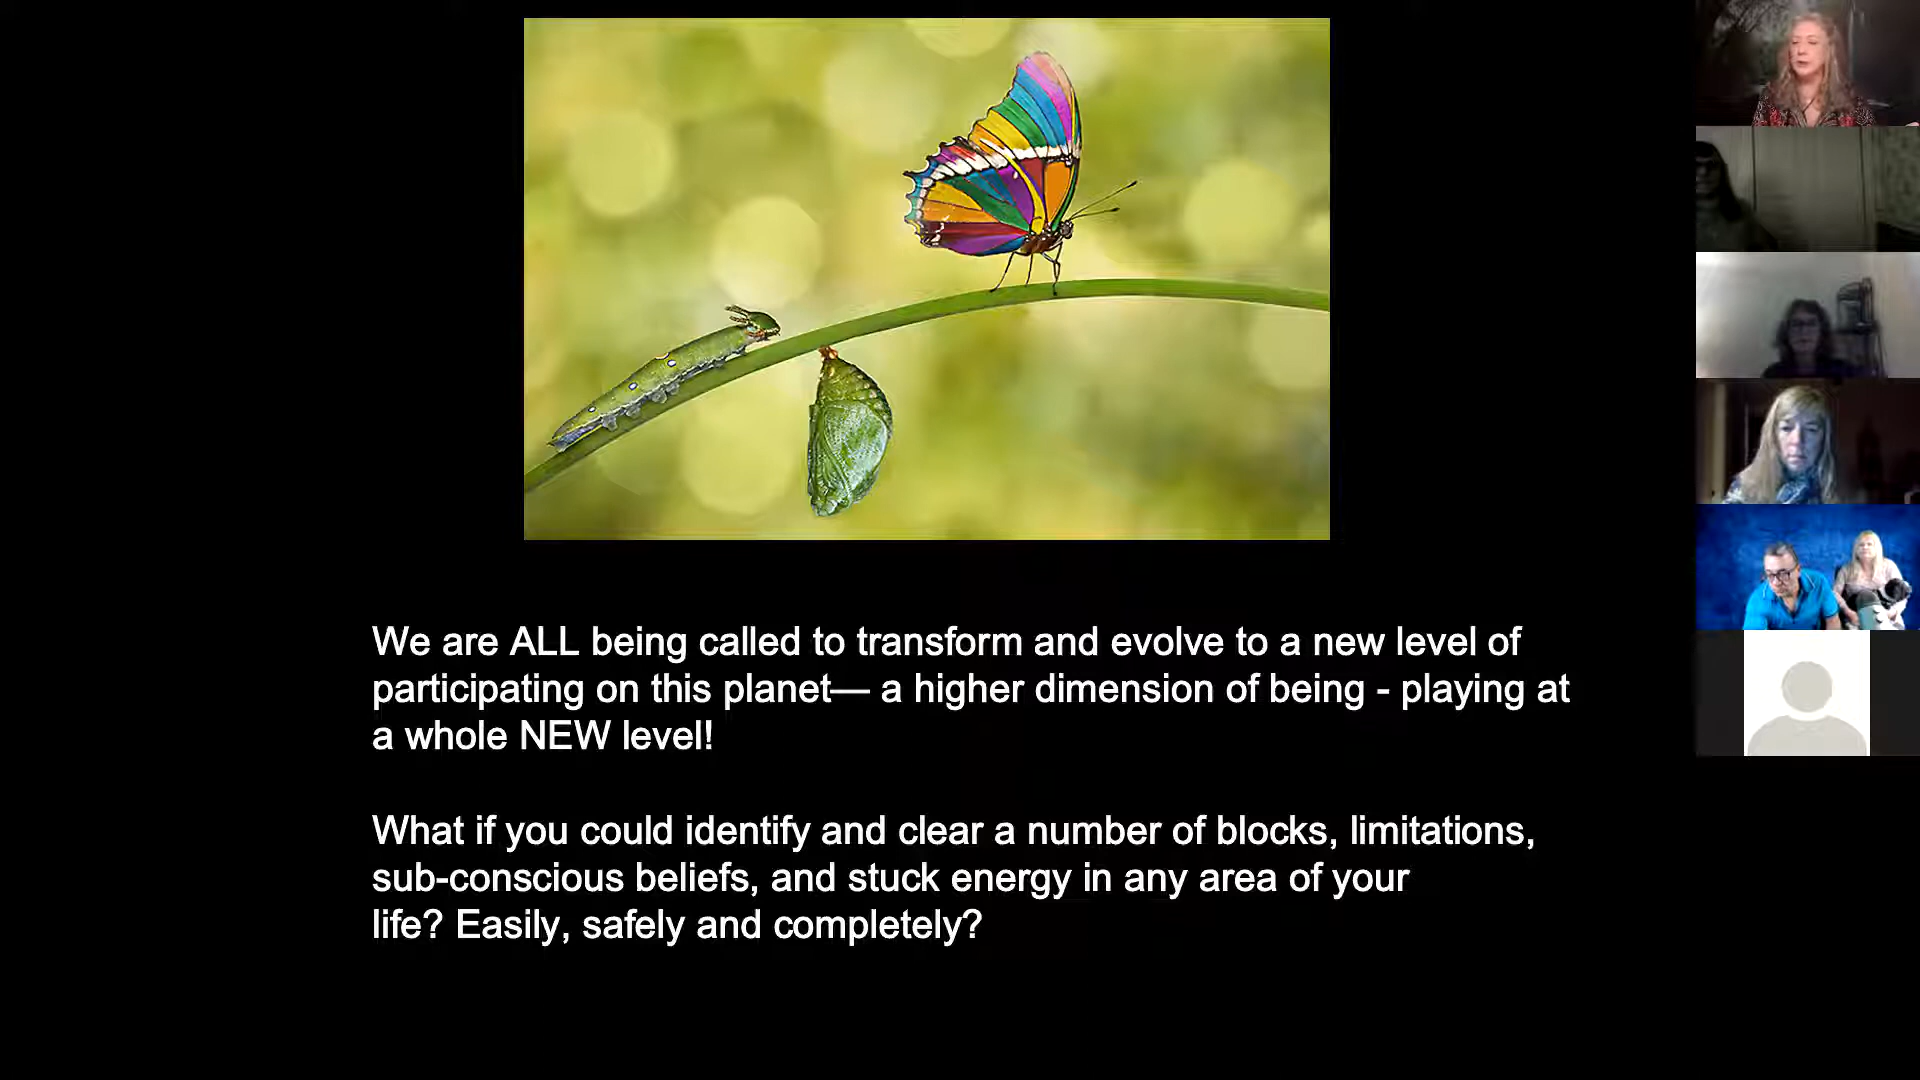 We are ALL being called to transform and evolve to a new level of
participating on this planet— a higher dimension of being - playing at
a whole NEW level!
What if you could identify and clear a number of blocks, limitations,
sub-conscious beliefs, and stuck energy in any area of your
life? Easily, safely and completely?